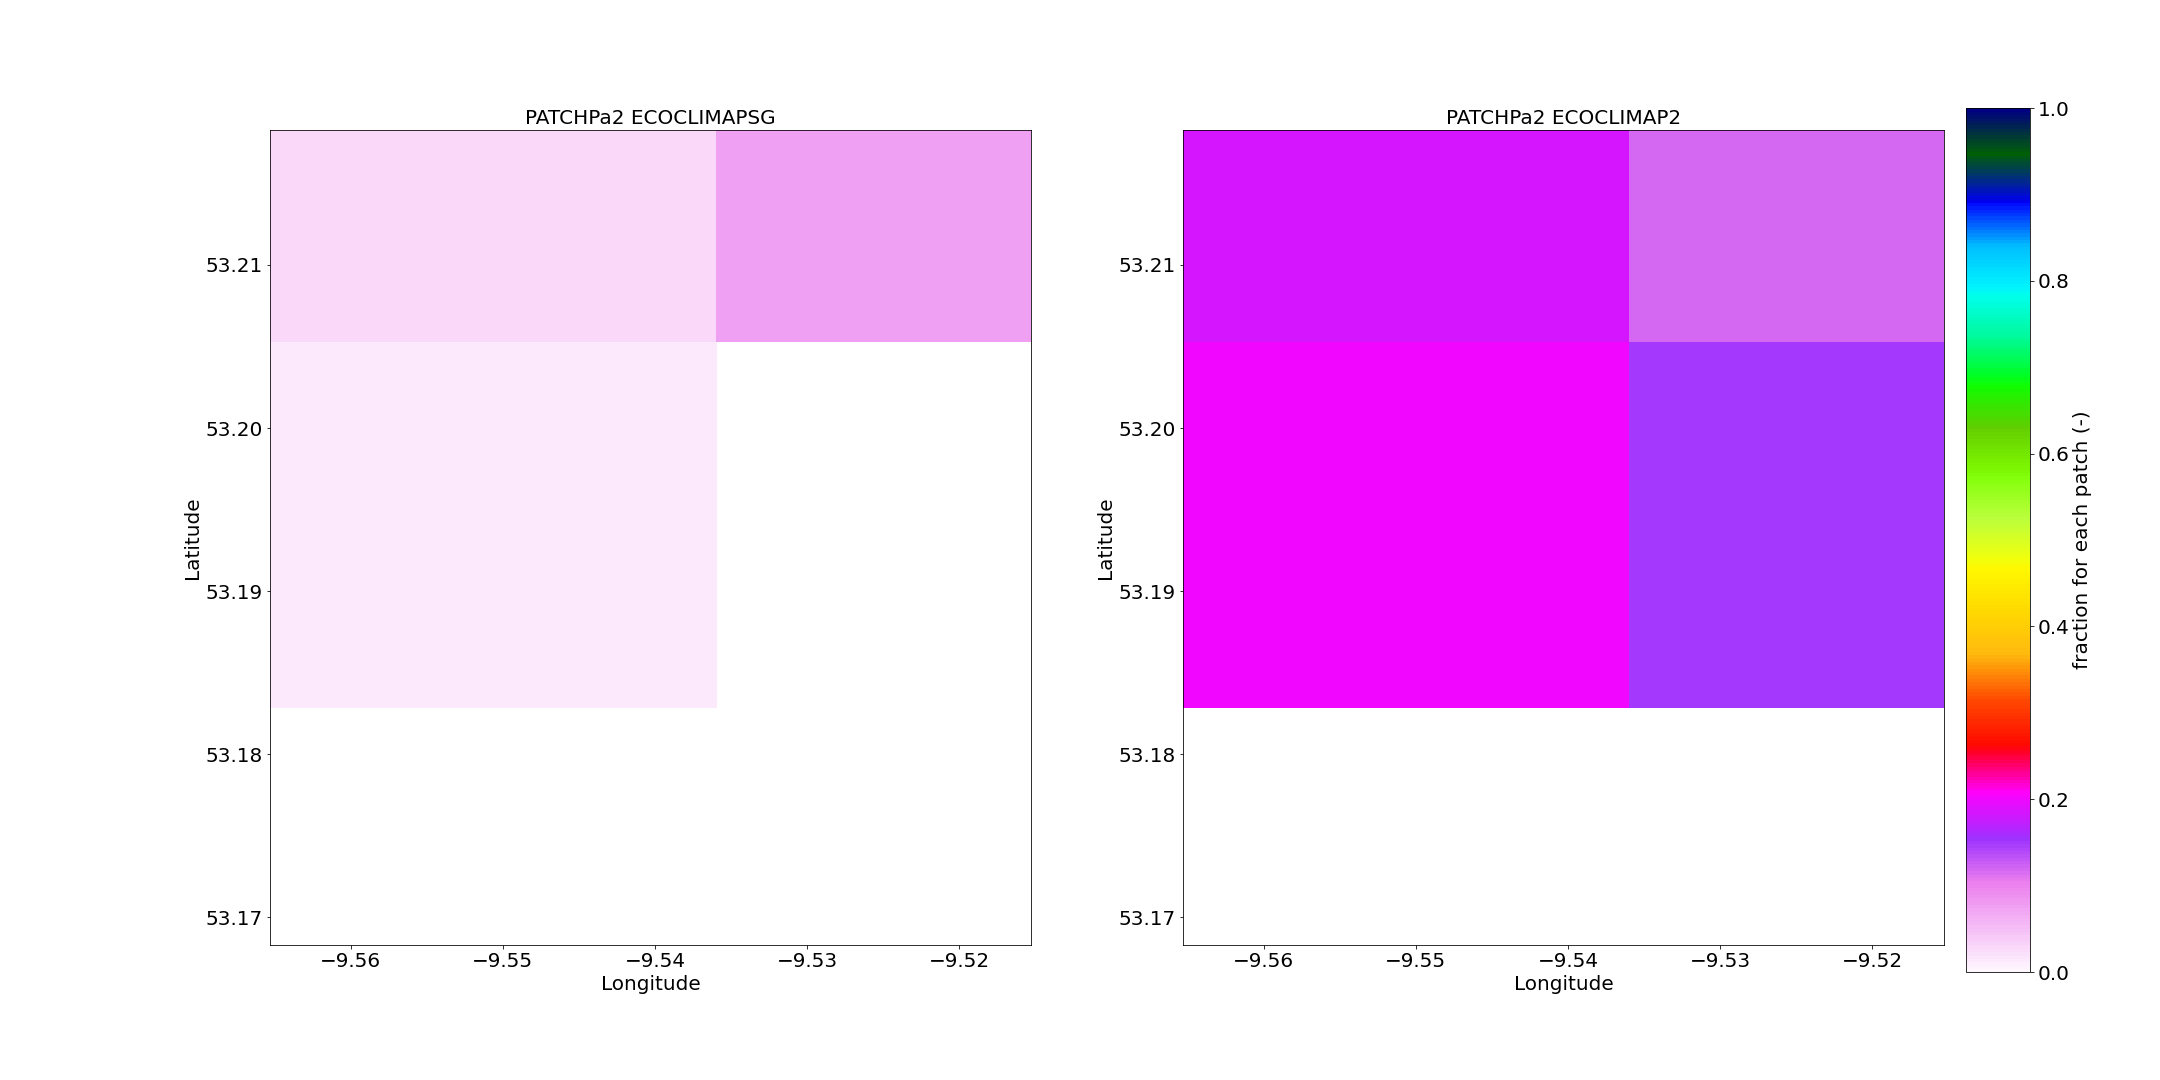 PATCHPa2 ECOCLIMAPSG
53.21
53.20
53.19
53.18
53.17
Latitude
−9.56 −9.55 −9.54 −9.53 −9.52
Longitude
PATCHPa2 ECOCLIMAP2
53.21
53.20
53.19
53.18
53.17
Latitude
−9.56 −9.55 −9.54 −9.53 −9.52
Longitude
1.0
0.8
0.6
0.4
0.2
0.0
fraction for each patch (-)